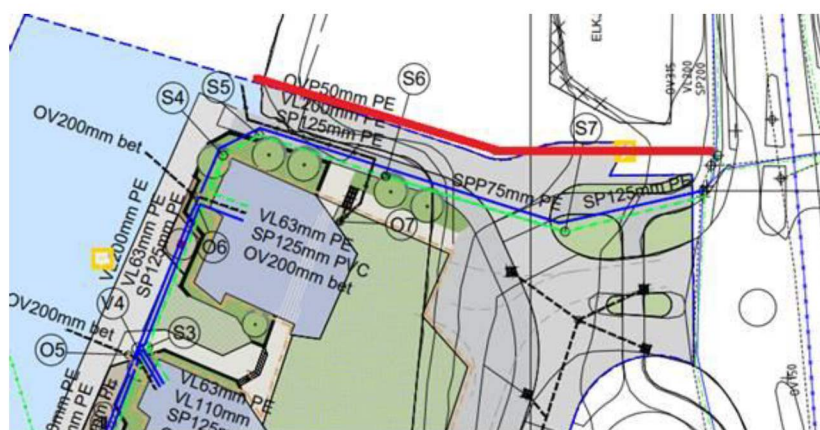 ELK
OVP50mm PE
VL200mm PE
SP125mm PE
S5
S6
S4
OV315
VL200
SP200
OV200mm bet
S7
SPP75mm PE
SP125mm PE
VL200mm PE
VL63mm PE
SP125mm PE
VL63mm PE
SP125mm PVC
OV200mm bet
O7
O6
V4
OV200mm bet
S3
O5
VL63mm PE
VL110mm
SP125mm
OV150